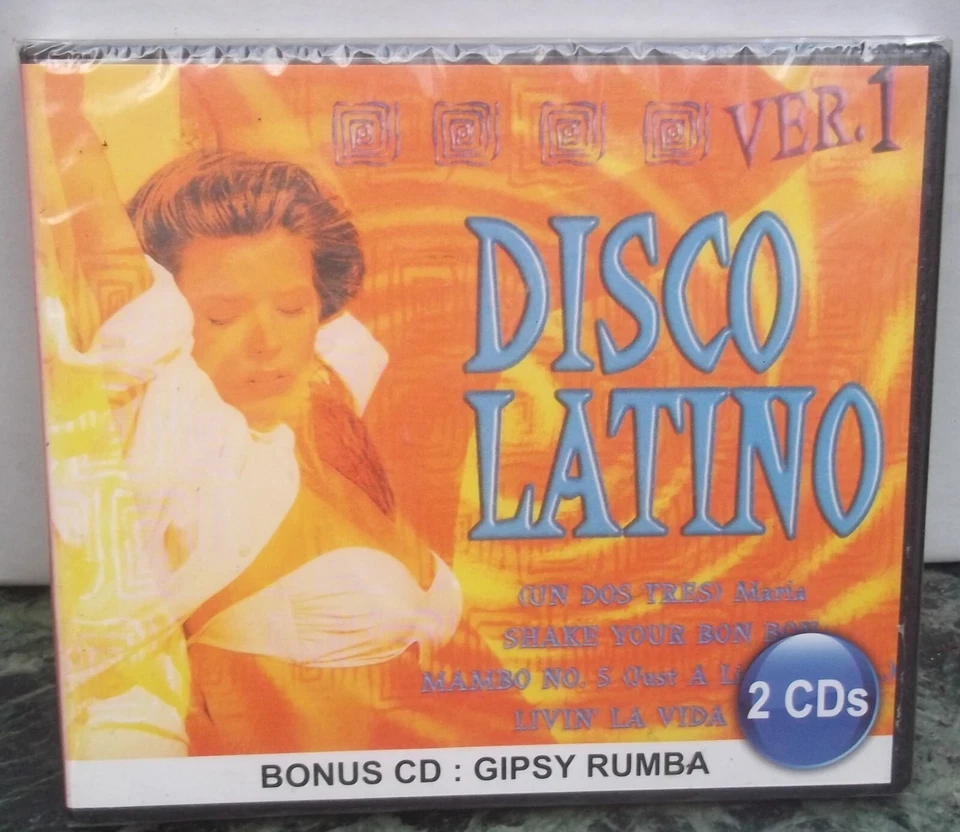 VER.1
DISCO
LATINO
(UN DOS TRES) Maria
SHAKE YOUR BON BON
MAMBO NO. 5 (Just A
LIVIN' LA VIDA
2 CDs
BONUS CD : GIPSY RUMBA